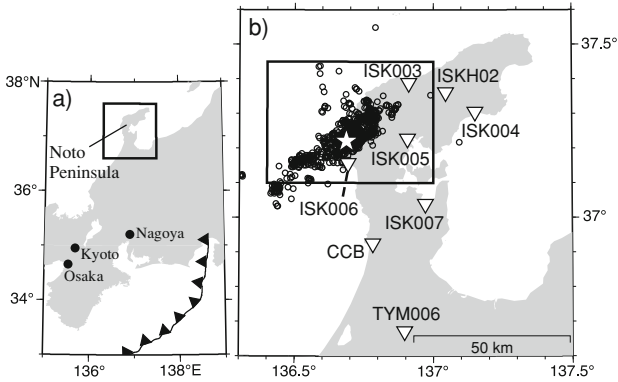 a)
38°N
36°
34°
136°
138°E
Noto
Peninsula
Nagoya
Kyoto
Osaka
b)
ISK003
ISKH02
ISK004
ISK005
ISK006
ISK007
CCB
TYM006
50 km
37.5°
37°
136.5°
137°
137.5°